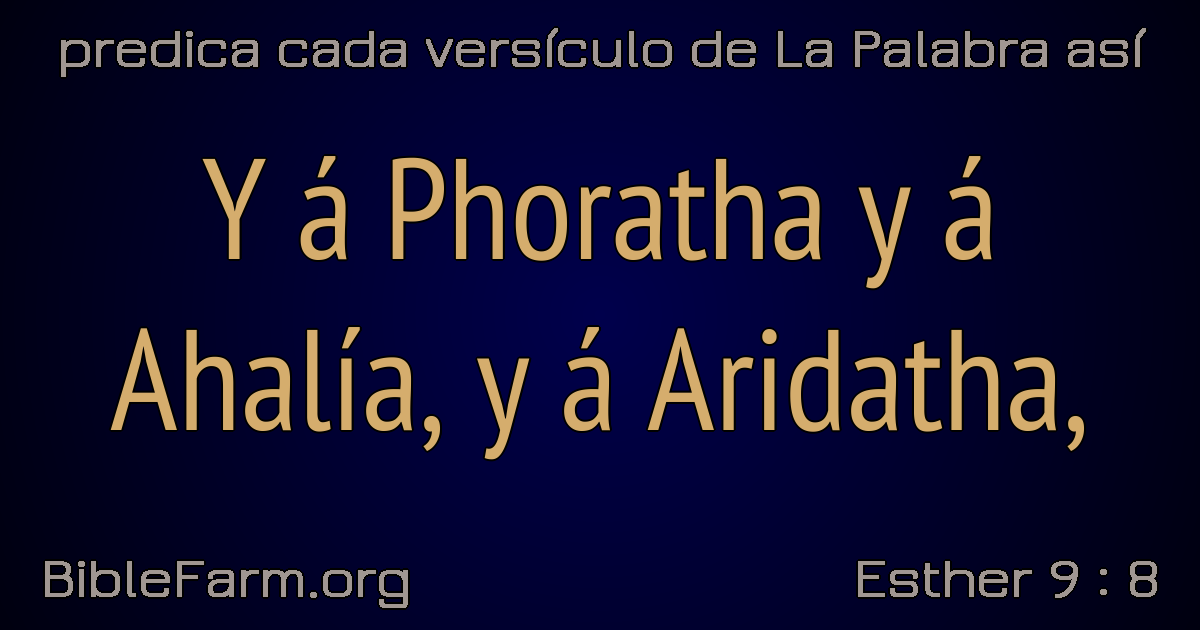 predica cada versículo de La Palabra así
Y á Phoratha y á
Ahalía, y á Aridatha,
BibleFarm.org
Esther 9 : 8